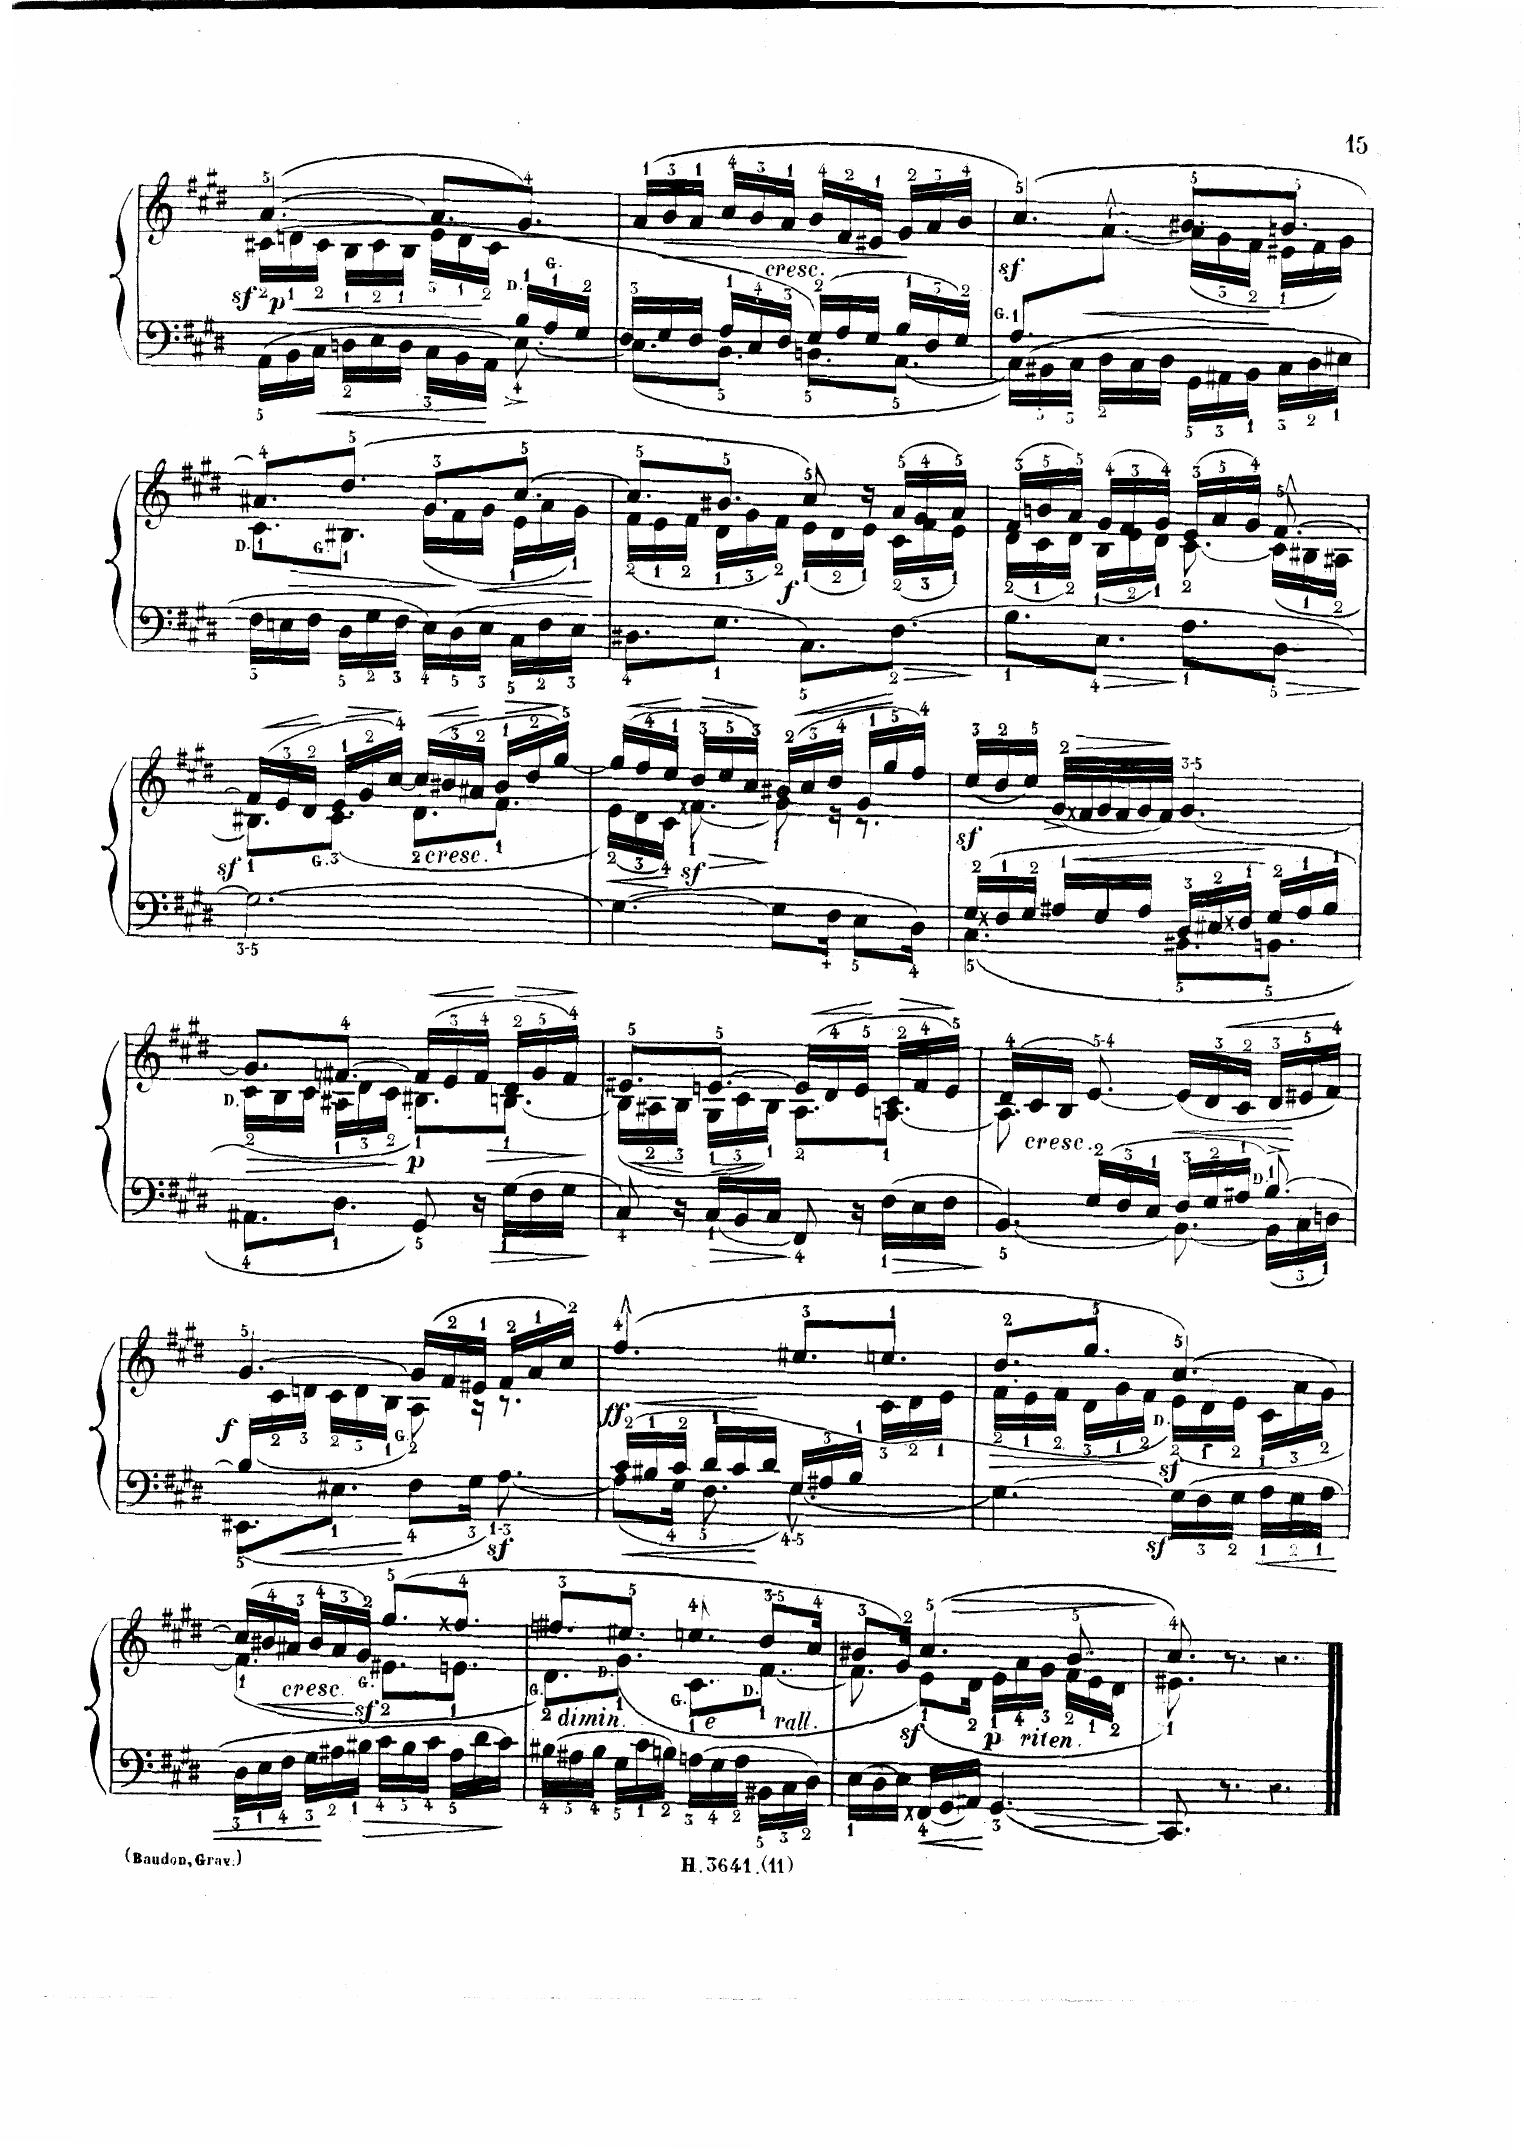 15
sf p
G.
D.
cresc.
sf
G.
D. G.
f
sf G. cresc. sf
sf
D. p
cresc. D.
f G. ff D. sf
sf sf
cresc. G. sf G. D. G. D. sf p riten.
dimin. e rall.
(Baudon, Grav.) H. 3641. (11)